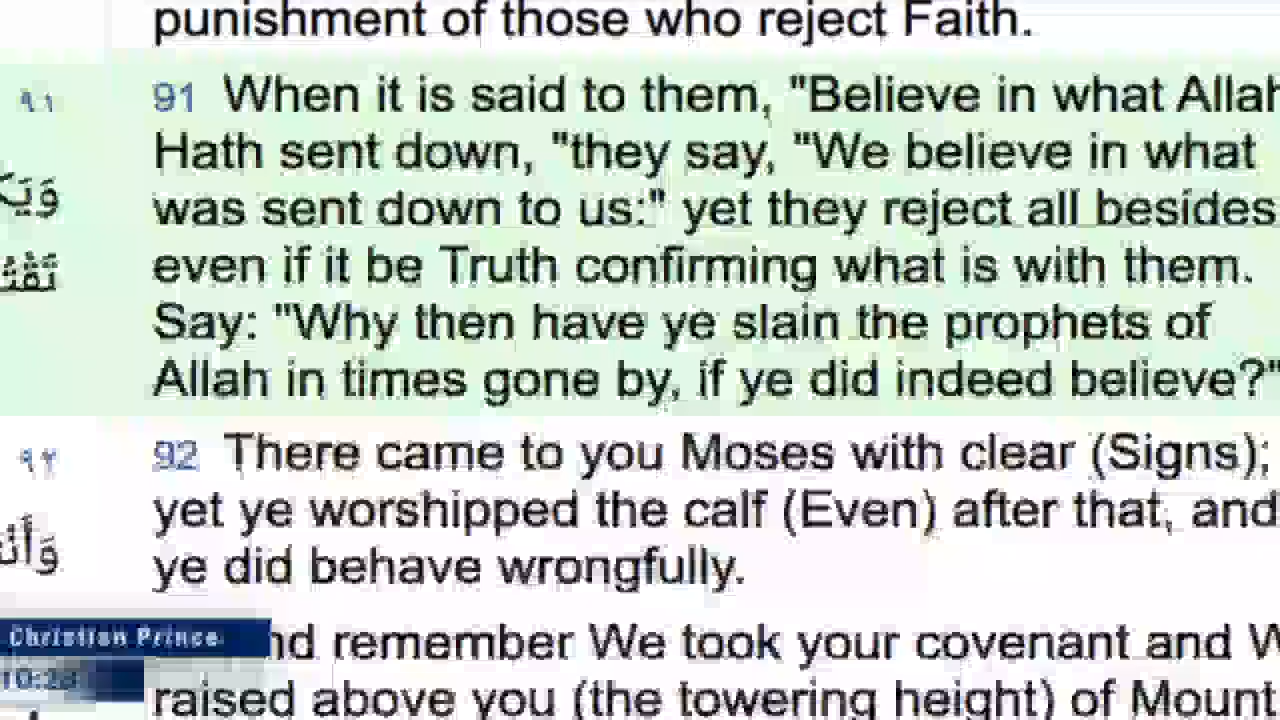 punishment of those who reject Faith.
٩١
91 When it is said to them, "Believe in what Allah
Hath sent down, "they say, "We believe in what
was sent down to us:" yet they reject all besides
even if it be Truth confirming what is with them.
Say: "Why then have ye slain the prophets of
Allah in times gone by, if ye did indeed believe?"
٩٢
92 There came to you Moses with clear (Signs);
yet ye worshipped the calf (Even) after that, and
ye did behave wrongfully.
nd remember We took your covenant and W
raised above you (the towering height) of Mount
Christian Prince